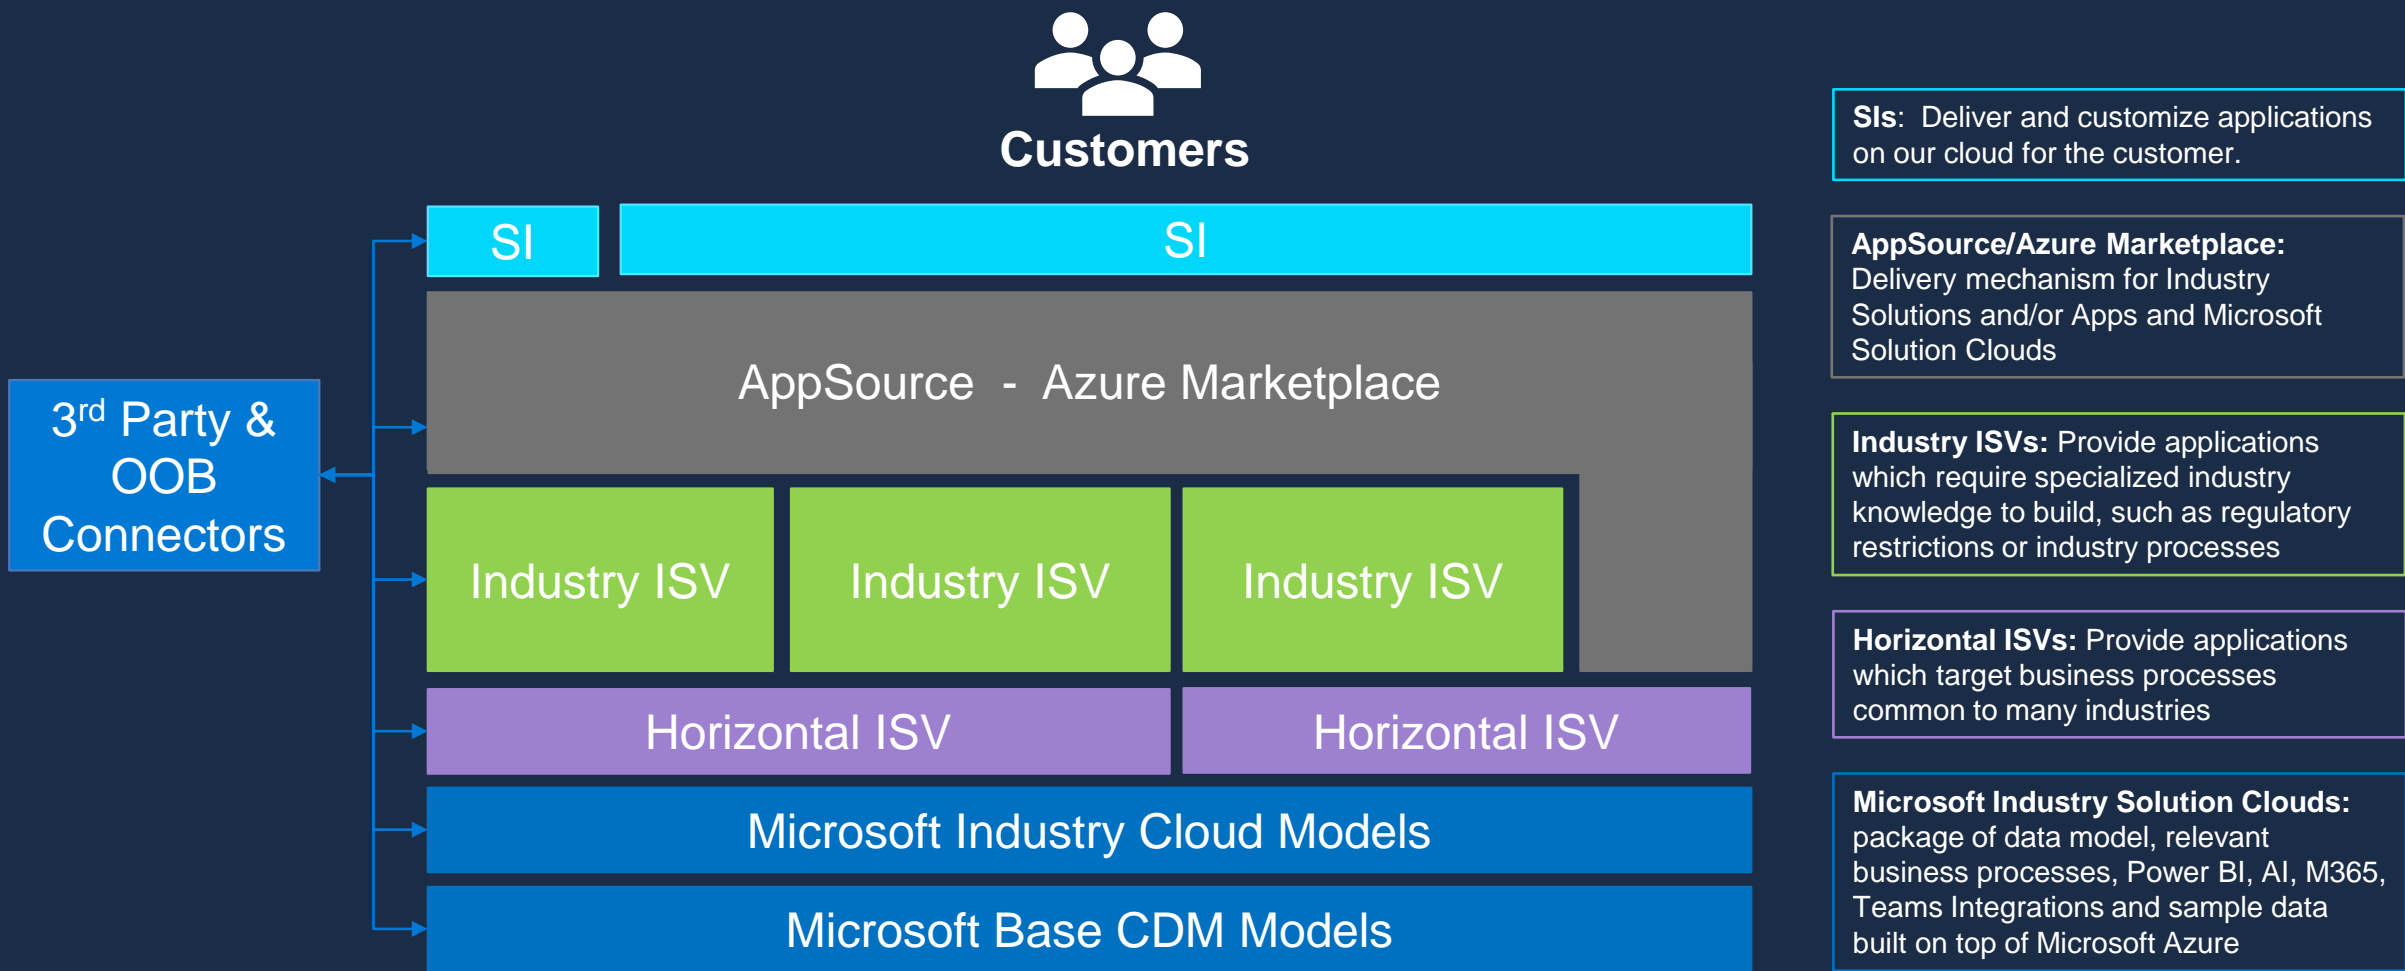 Customers
SI
SI
AppSource - Azure Marketplace
3rd Party &
OOB
Connectors
Industry ISV
Industry ISV
Industry ISV
Horizontal ISV
Horizontal ISV
Microsoft Industry Cloud Models
Microsoft Base CDM Models
SIs: Deliver and customize applications
on our cloud for the customer.
AppSource/Azure Marketplace:
Delivery mechanism for Industry
Solutions and/or Apps and Microsoft
Solution Clouds
Industry ISVs: Provide applications
which require specialized industry
knowledge to build, such as regulatory
restrictions or industry processes
Horizontal ISVs: Provide applications
which target business processes
common to many industries
Microsoft Industry Solution Clouds:
package of data model, relevant
business processes, Power BI, AI, M365,
Teams Integrations and sample data
built on top of Microsoft Azure